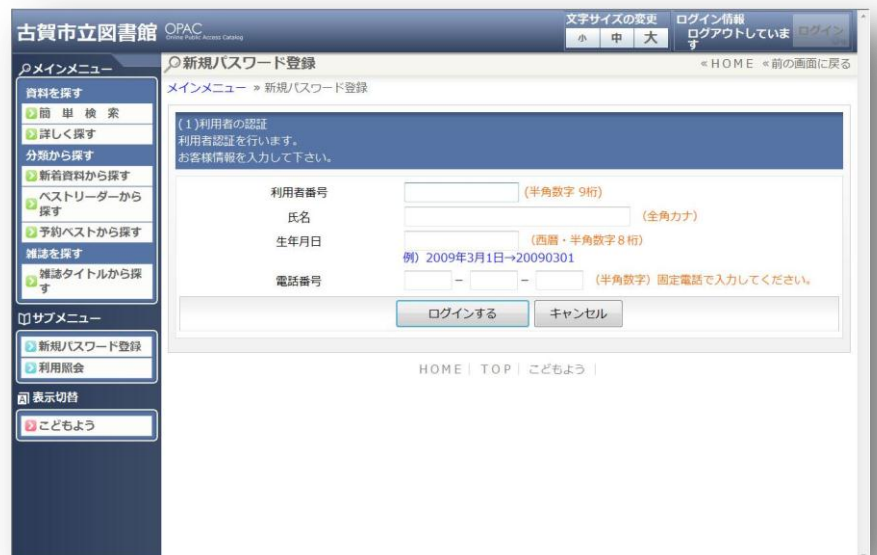 古賀市立図書館 OPAC
Online Public Access Catalog
文字サイズの変更
小 中 大
ログイン情報
ログアウトしていま
す
ログイン
メインメニュー
資料を探す
簡 単 検 索
詳しく探す
分類から探す
新着資料から探す
ベストリーダーから
探す
予約ベストから探す
雑誌を探す
雑誌タイトルから探
す
サブメニュー
新規パスワード登録
利用照会
表示切替
こどもよう
新規パスワード登録
«HOME «前の画面に戻る
メインメニュー » 新規パスワード登録
(1)利用者の認証
利用者認証を行います。
お客様情報を入力して下さい。
利用者番号 (半角数字 9桁)
氏名 (全角カナ)
生年月日 (西暦・半角数字8桁)
例）2009年3月1日→20090301
電話番号 － － (半角数字）固定電話で入力してください。
ログインする キャンセル
HOME｜TOP｜こどもよう｜